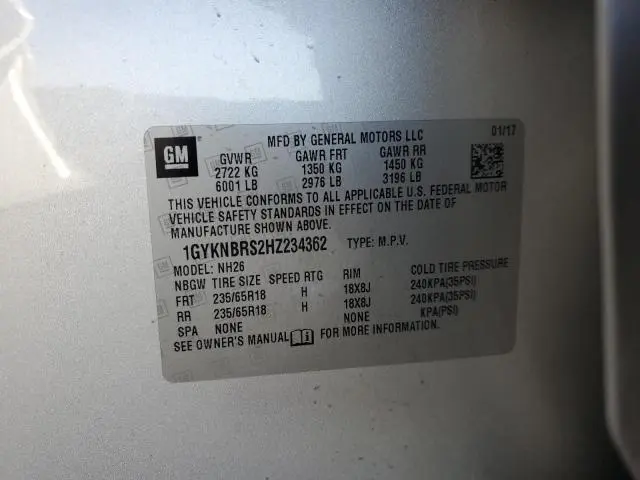 GM
MFD BY GENERAL MOTORS LLC 01/17
GVWR GAWR FRT GAWR RR
2722 KG 1350 KG 1450 KG
6001 LB 2976 LB 3196 LB
THIS VEHICLE CONFORMS TO ALL APPLICABLE U.S. FEDERAL MOTOR
VEHICLE SAFETY STANDARDS IN EFFECT ON THE DATE OF
MANUFACTURE SHOWN ABOVE.
1GYKNBRS2HZ234362 TYPE: M.P.V.
MODEL: NH26
NBGW TIRE SIZE SPEED RTG RIM COLD TIRE PRESSURE
FRT 235/65R18 H 18X8J 240KPA(35PSI)
RR 235/65R18 H 18X8J 240KPA(35PSI)
SPA NONE NONE KPA(PSI)
SEE OWNER'S MANUAL i FOR MORE INFORMATION.